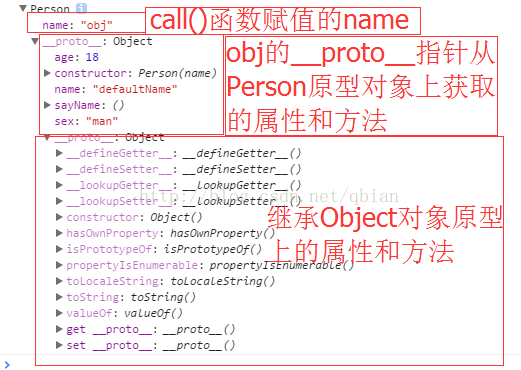 ▼ Person
name: "obj"
call()函数赋值的name
▼ __proto__: Object
age: 18
▶ constructor: Person(name)
name: "defaultName"
▶ sayName: ()
sex: "man"
obj的__proto__指针从
Person原型对象上获取
的属性和方法
▼ __proto__: Object
▶ __defineGetter__: __defineGetter__()
▶ __defineSetter__: __defineSetter__()
▶ __lookupGetter__: __lookupGetter__()
▶ __lookupSetter__: __lookupSetter__()
▶ constructor: Object()
▶ hasOwnProperty: hasOwnProperty()
▶ isPrototypeOf: isPrototypeOf()
▶ propertyIsEnumerable: propertyIsEnumerable()
▶ toLocaleString: toLocaleString()
▶ toString: toString()
▶ valueOf: valueOf()
▶ get __proto__: __proto__()
▶ set __proto__: __proto__()
http://blog.csdn.net/qbian
继承Object对象原型
上的属性和方法